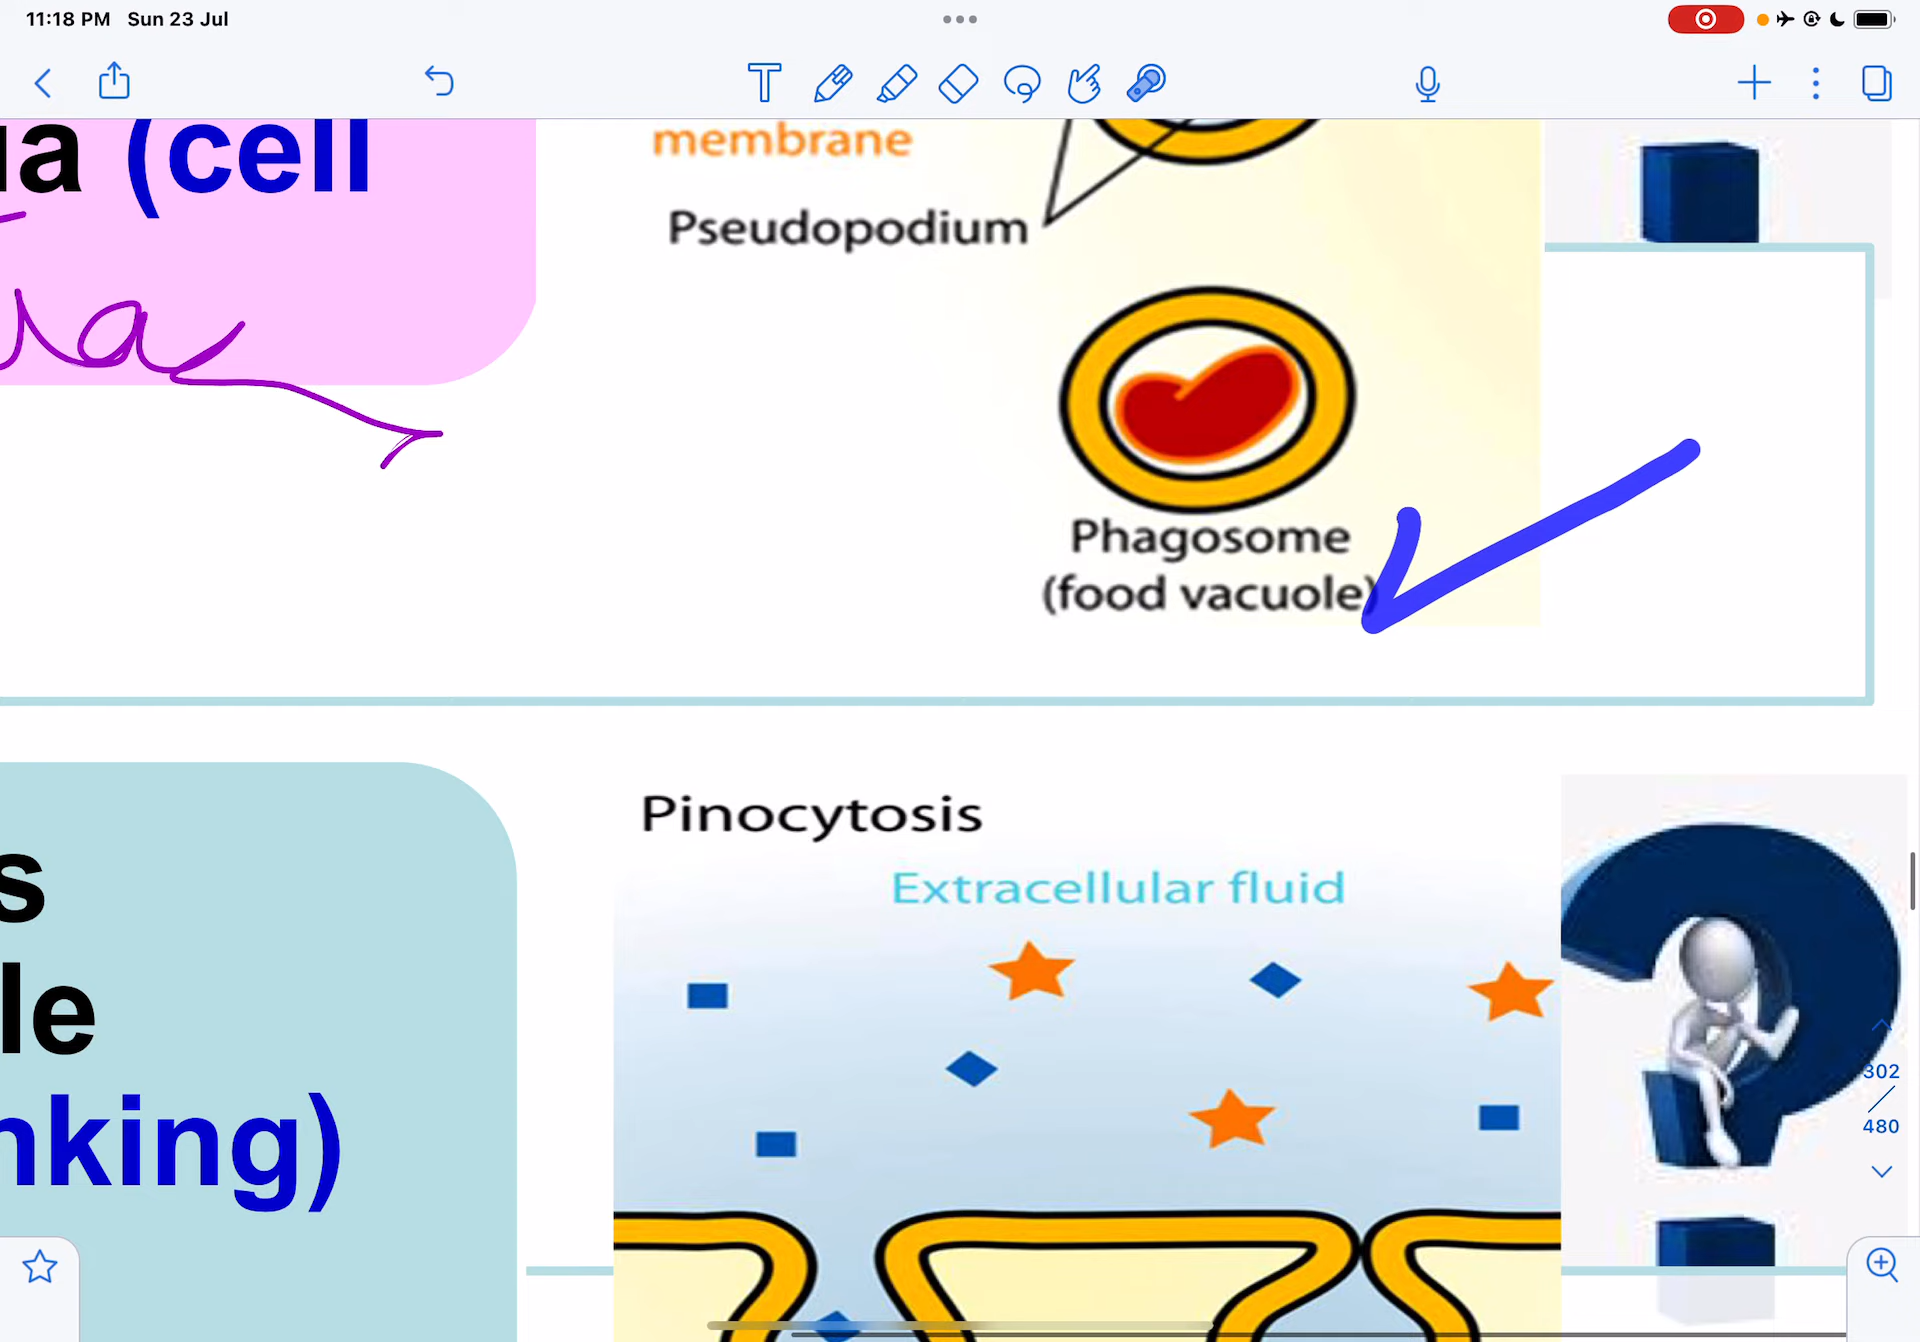 11:18 PM Sun 23 Jul
T
membrane
(cell
Pseudopodium
Phagosome
(food vacuole)
Pinocytosis
Extracellular fluid
s
le
nking)
302
480